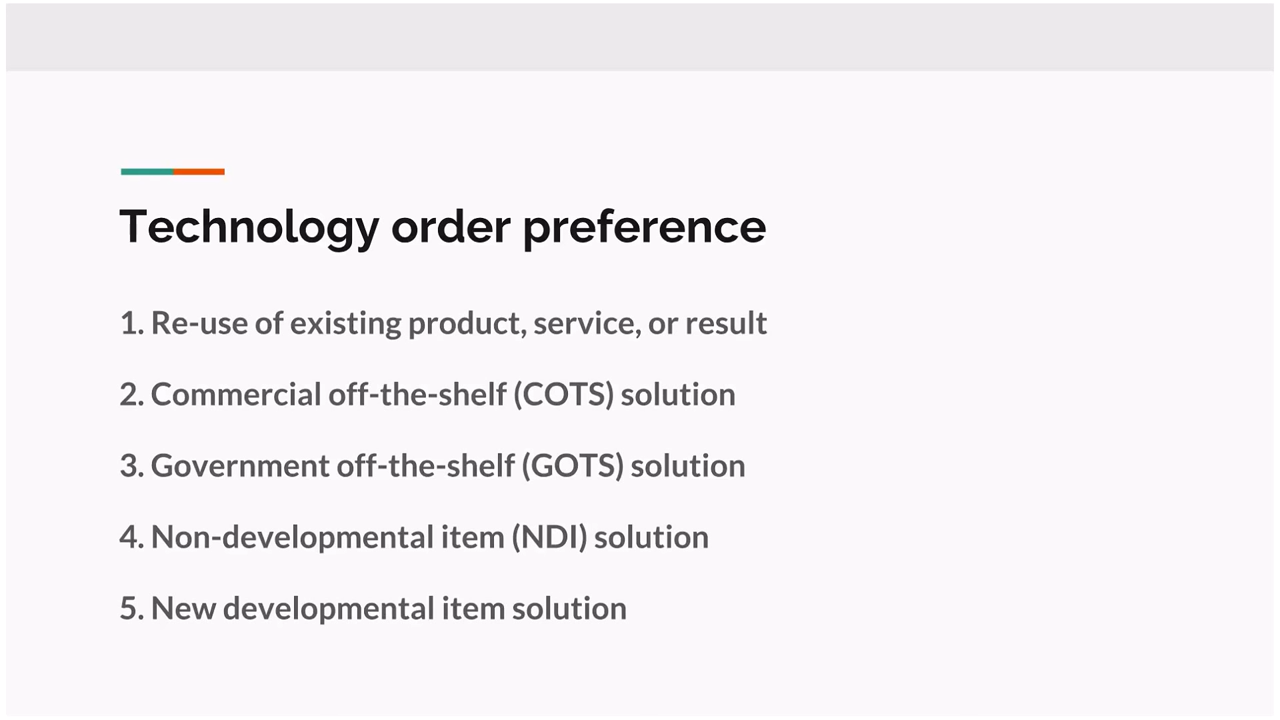 Technology order preference
1. Re-use of existing product, service, or result
2. Commercial off-the-shelf (COTS) solution
3. Government off-the-shelf (GOTS) solution
4. Non-developmental item (NDI) solution
5. New developmental item solution